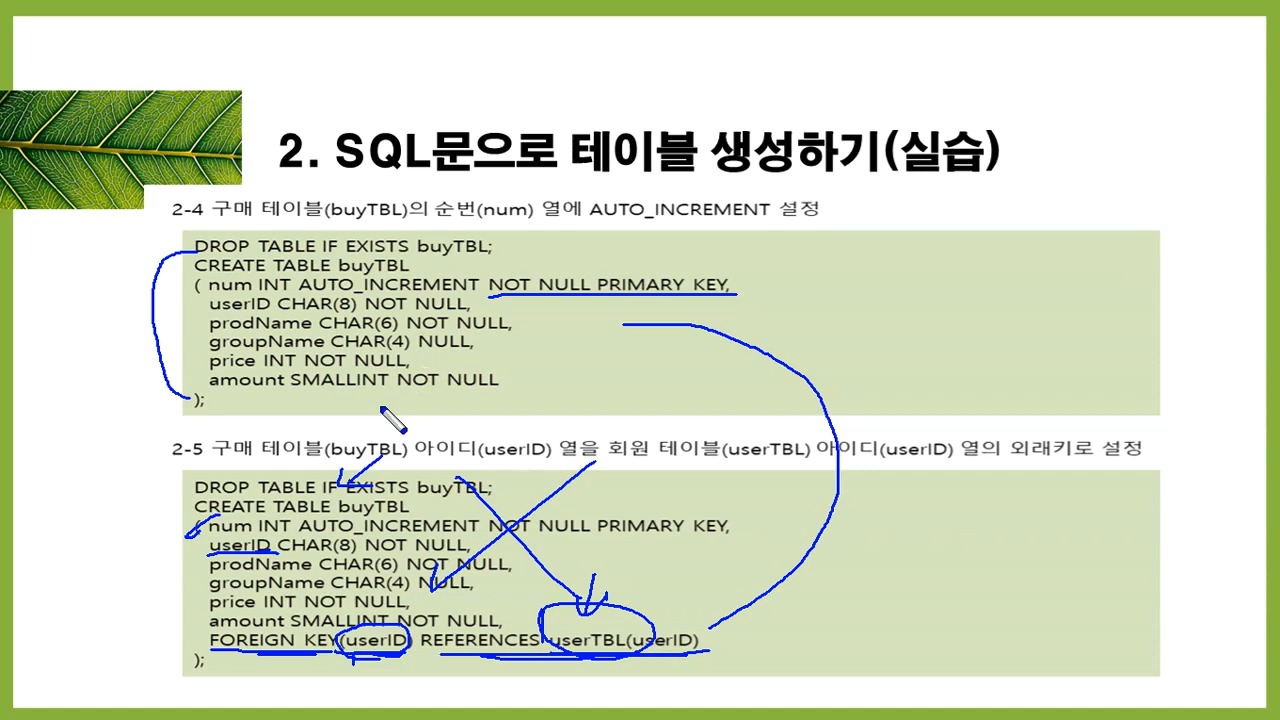 2. SQL문으로 테이블 생성하기(실습)
2-4 구매 테이블(buyTBL)의 순번(num) 열에 AUTO_INCREMENT 설정
DROP TABLE IF EXISTS buyTBL;
CREATE TABLE buyTBL
( num INT AUTO_INCREMENT NOT NULL PRIMARY KEY,
userID CHAR(8) NOT NULL,
prodName CHAR(6) NOT NULL,
groupName CHAR(4) NULL,
price INT NOT NULL,
amount SMALLINT NOT NULL
);
2-5 구매 테이블(buyTBL) 아이디(userID) 열을 회원 테이블(userTBL) 아이디(userID) 열의 외래키로 설정
DROP TABLE IF EXISTS buyTBL;
CREATE TABLE buyTBL
( num INT AUTO_INCREMENT NOT NULL PRIMARY KEY,
userID CHAR(8) NOT NULL,
prodName CHAR(6) NOT NULL,
groupName CHAR(4) NULL,
price INT NOT NULL,
amount SMALLINT NOT NULL,
FOREIGN KEY(userID) REFERENCES userTBL(userID)
);